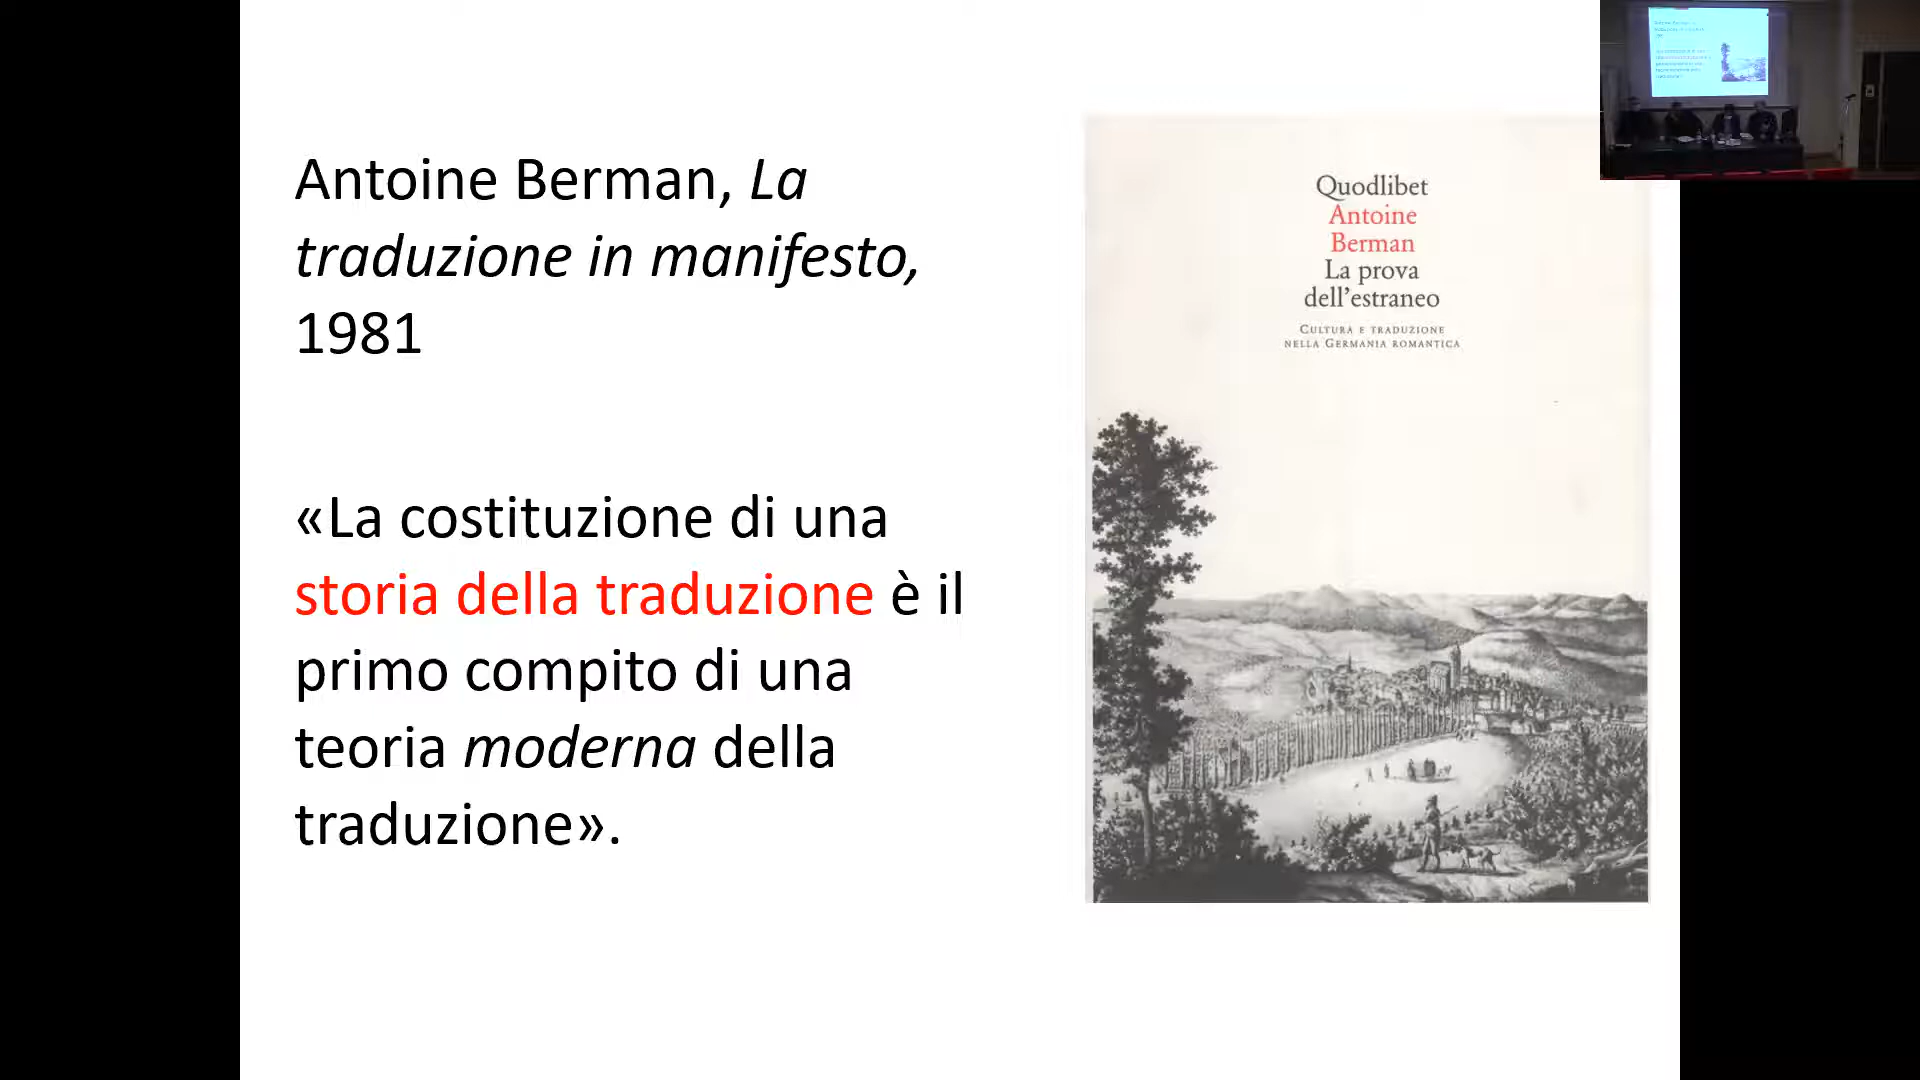 Antoine Berman, La
traduzione in manifesto,
1981
«La costituzione di una
storia della traduzione è il
primo compito di una
teoria moderna della
traduzione».
Quodlibet
Antoine
Berman
La prova
dell'estraneo
Cultura e traduzione
nella Germania romantica